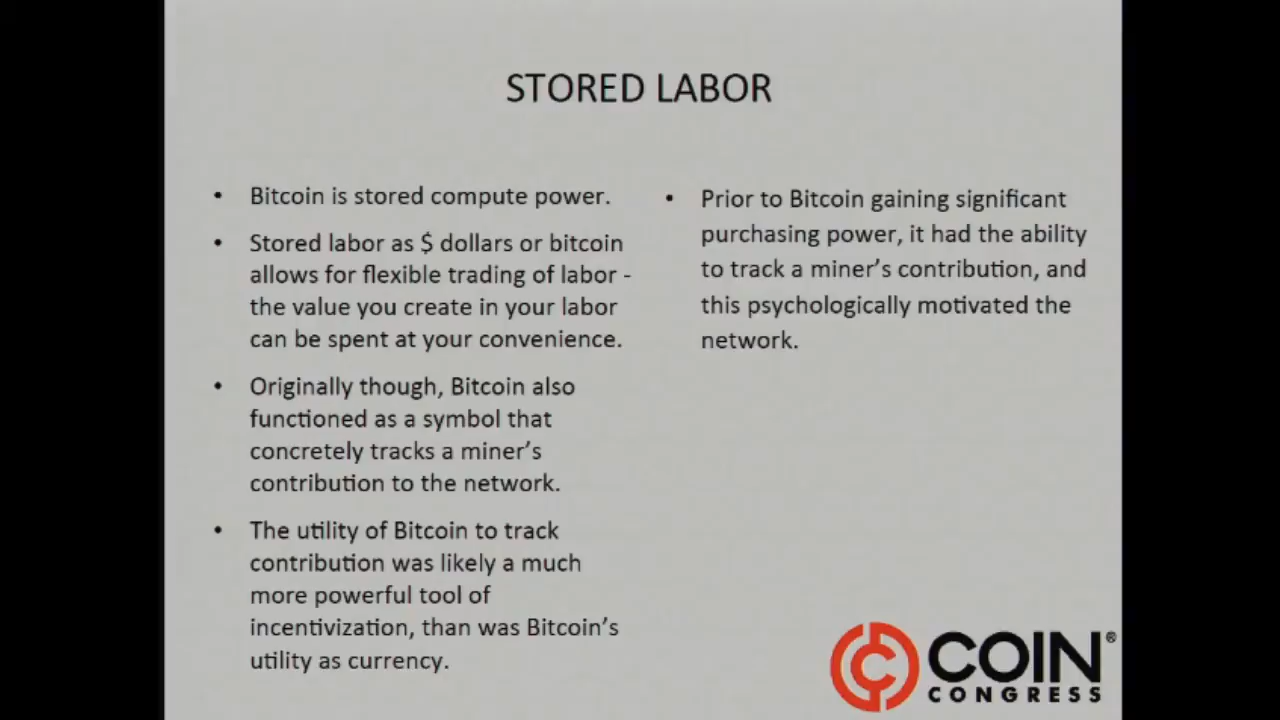 STORED LABOR
• Bitcoin is stored compute power.
• Stored labor as $ dollars or bitcoin
allows for flexible trading of labor -
the value you create in your labor
can be spent at your convenience.
• Originally though, Bitcoin also
functioned as a symbol that
concretely tracks a miner’s
contribution to the network.
• The utility of Bitcoin to track
contribution was likely a much
more powerful tool of
incentivization, than was Bitcoin’s
utility as currency.
• Prior to Bitcoin gaining significant
purchasing power, it had the ability
to track a miner’s contribution, and
this psychologically motivated the
network.
COIN®
CONGRESS